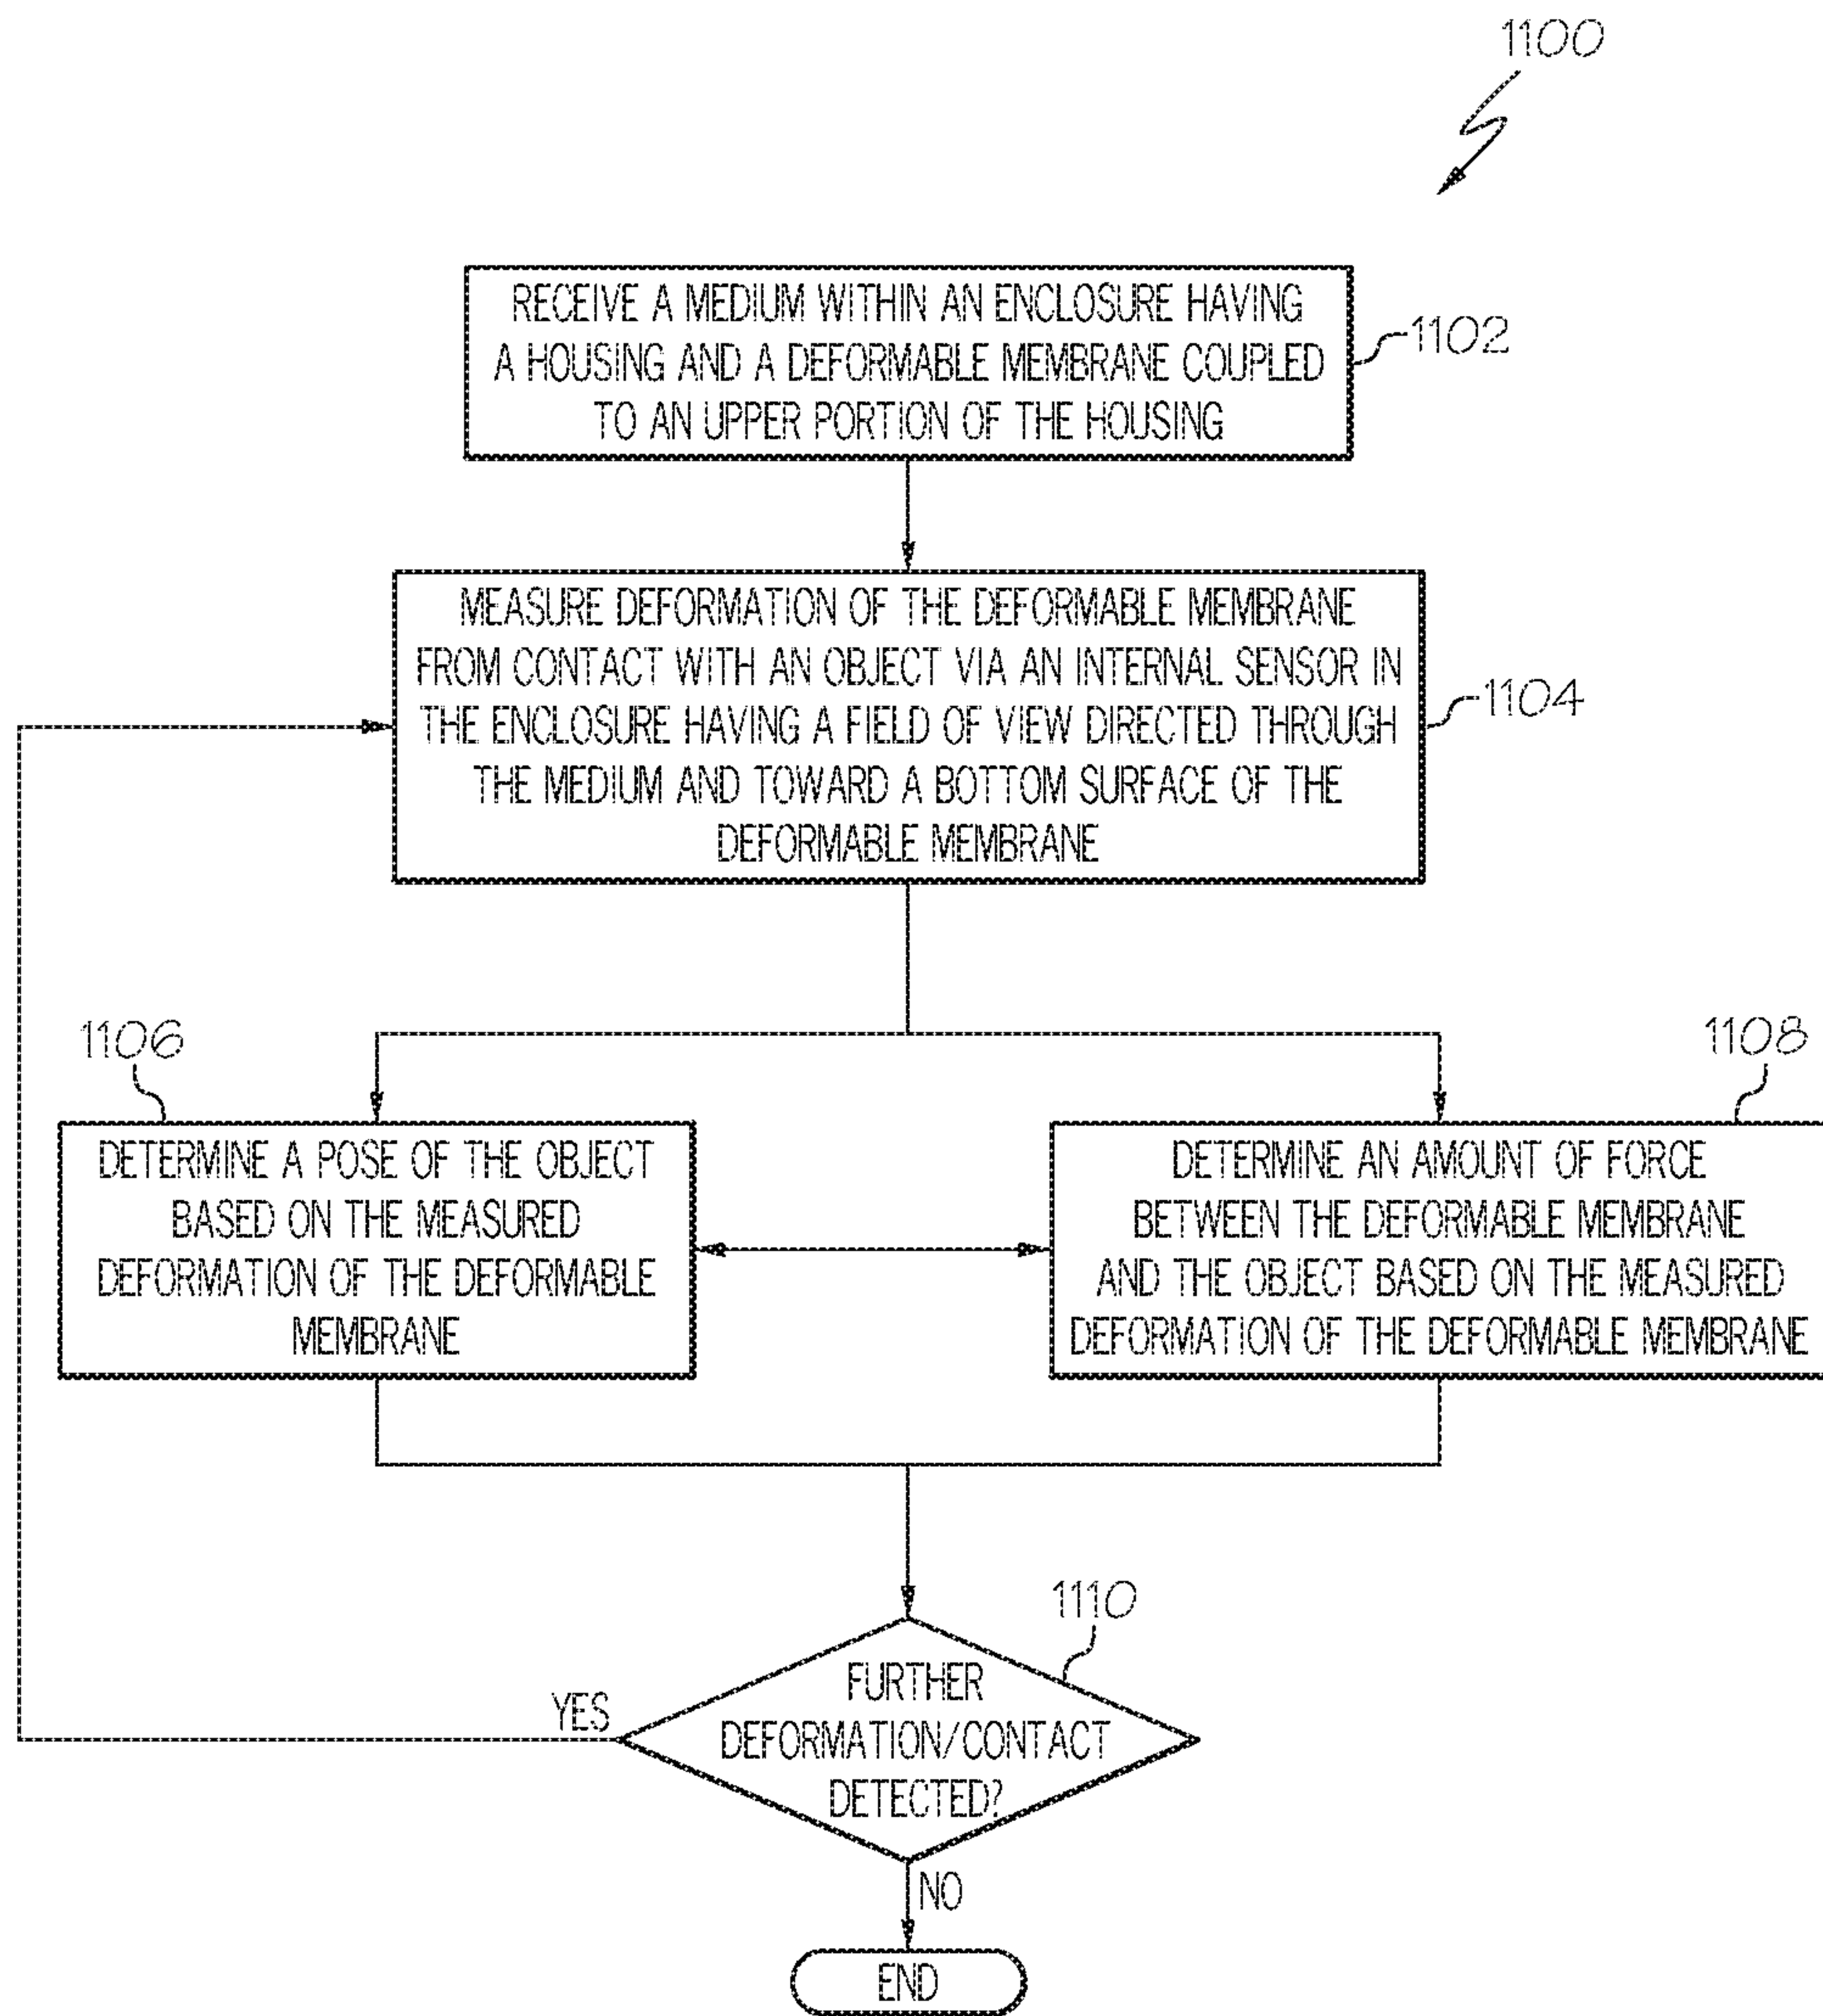 1100
RECEIVE A MEDIUM WITHIN AN ENCLOSURE HAVING
A HOUSING AND A DEFORMABLE MEMBRANE COUPLED
TO AN UPPER PORTION OF THE HOUSING
1102
MEASURE DEFORMATION OF THE DEFORMABLE MEMBRANE
FROM CONTACT WITH AN OBJECT VIA AN INTERNAL SENSOR IN
THE ENCLOSURE HAVING A FIELD OF VIEW DIRECTED THROUGH
THE MEDIUM AND TOWARD A BOTTOM SURFACE OF THE
DEFORMABLE MEMBRANE
1104
1106
DETERMINE A POSE OF THE OBJECT
BASED ON THE MEASURED
DEFORMATION OF THE DEFORMABLE
MEMBRANE
1108
DETERMINE AN AMOUNT OF FORCE
BETWEEN THE DEFORMABLE MEMBRANE
AND THE OBJECT BASED ON THE MEASURED
DEFORMATION OF THE DEFORMABLE MEMBRANE
1110
FURTHER
DEFORMATION/CONTACT
DETECTED?
YES
NO
END